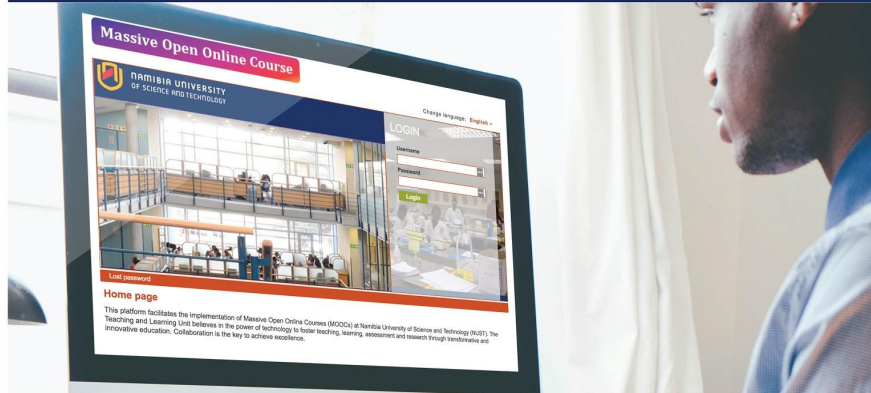 Massive Open Online Course
NAMIBIA UNIVERSITY
OF SCIENCE AND TECHNOLOGY
Change language: English
LOGIN
Username
Password
Login
Lost password
Home page
This platform facilitates the implementation of Massive Open Online Courses (MOOCs) at Namibia University of Science and Technology (NUST). The
Teaching and Learning Unit believes in the power of technology to foster teaching, learning, assessment and research through transformative and
innovative education. Collaboration is the key to achieve excellence.